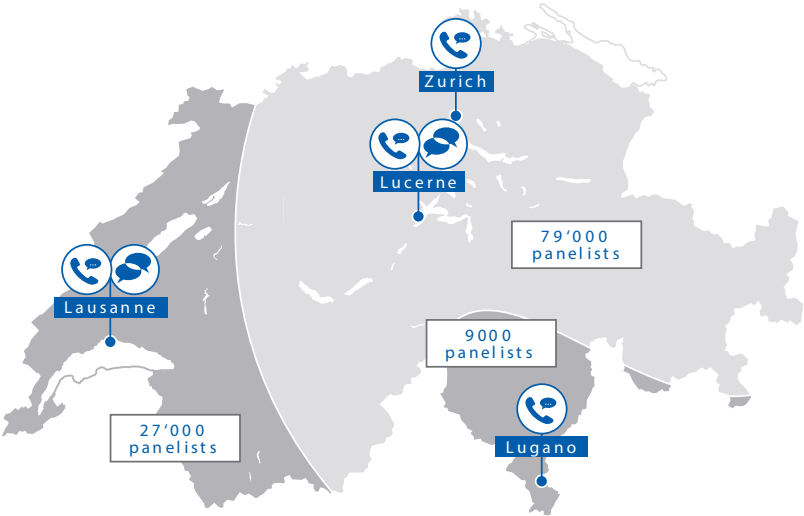 Zurich
Lucerne
79‘000
panelists
Lausanne
9000
panelists
27‘000
panelists
Lugano